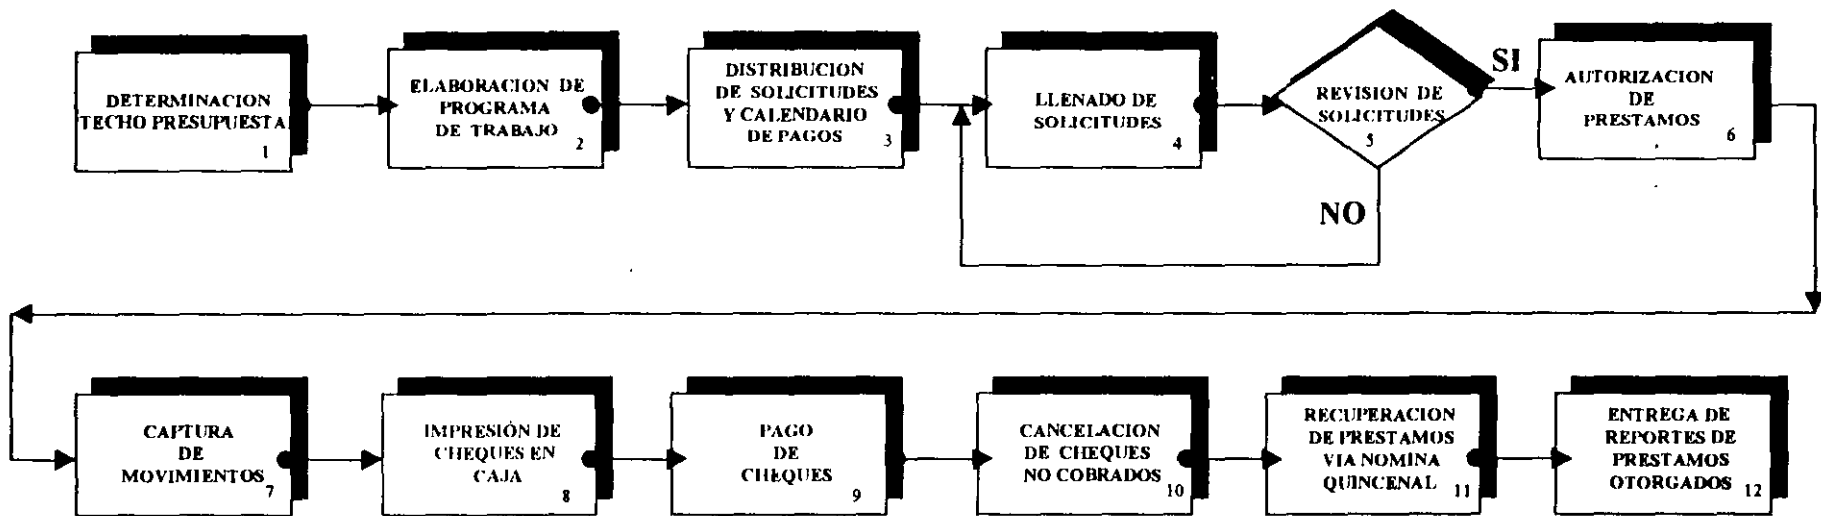 DETERMINACION
TECHO PRESUPUESTA
1
ELABORACION DE
PROGRAMA
DE TRABAJO
2
DISTRIBUCION
DE SOLICITUDES
Y CALENDARIO
DE PAGOS
3
LLENADO DE
SOLICITUDES
4
REVISION DE
SOLICITUDES
5
SI
NO
AUTORIZACION
DE
PRESTAMOS
6
CAPTURA
DE
MOVIMIENTOS
7
IMPRESIÓN DE
CHEQUES EN
CAJA
8
PAGO
DE
CHEQUES
9
CANCELACION
DE CHEQUES
NO COBRADOS
10
RECUPERACION
DE PRESTAMOS
VIA NOMINA
QUINCENAL
11
ENTREGA DE
REPORTES DE
PRESTAMOS
OTORGADOS
12